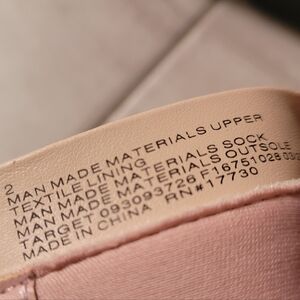 2
MAN MADE MATERIALS UPPER
TEXTILE LINING
MAN MADE MATERIALS SOCK
MAN MADE MATERIALS OUTSOLE
TARGET 093093726 F16751028
MADE IN CHINA RN#17730